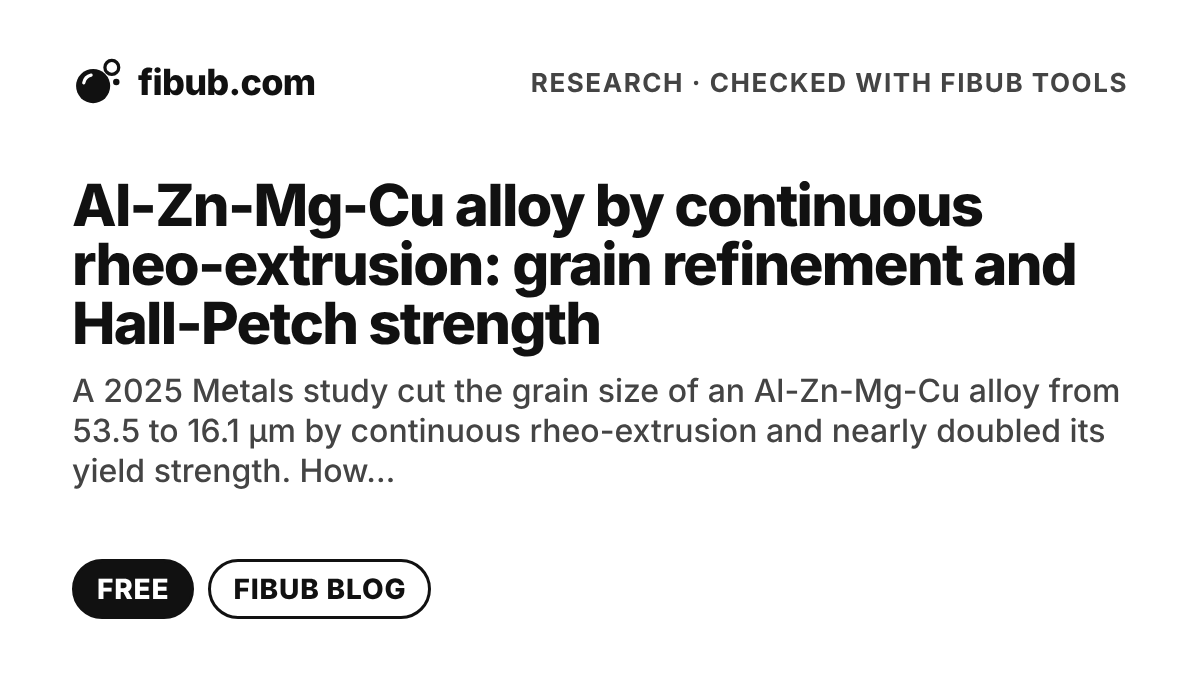 fibub.com
RESEARCH · CHECKED WITH FIBUB TOOLS
Al-Zn-Mg-Cu alloy by continuous
rheo-extrusion: grain refinement and
Hall-Petch strength
A 2025 Metals study cut the grain size of an Al-Zn-Mg-Cu alloy from
53.5 to 16.1 µm by continuous rheo-extrusion and nearly doubled its
yield strength. How...
FREE
FIBUB BLOG